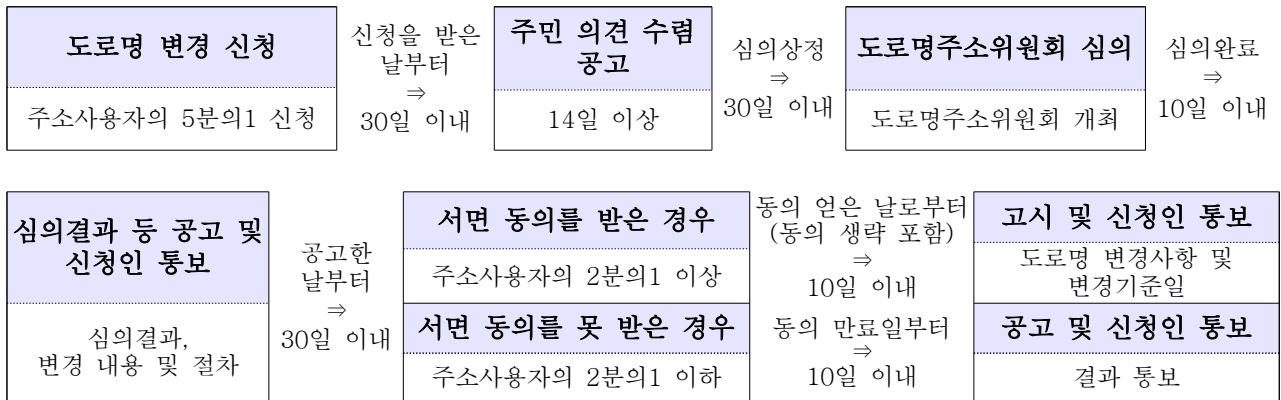 도로명 변경 신청
주소사용자의 5분의1 신청
신청을 받은
날부터
⇒
30일 이내
주민 의견 수렴
공고
14일 이상
심의상정
⇒
30일 이내
도로명주소위원회 심의
도로명주소위원회 개최
심의완료
⇒
10일 이내
심의결과 등 공고 및
신청인 통보
심의결과,
변경 내용 및 절차
공고한
날부터
⇒
30일 이내
서면 동의를 받은 경우
주소사용자의 2분의1 이상
동의 얻은 날로부터
(동의 생략 포함)
⇒
10일 이내
고시 및 신청인 통보
도로명 변경사항 및
변경기준일
서면 동의를 못 받은 경우
주소사용자의 2분의1 이하
동의 만료일부터
⇒
10일 이내
공고 및 신청인 통보
결과 통보